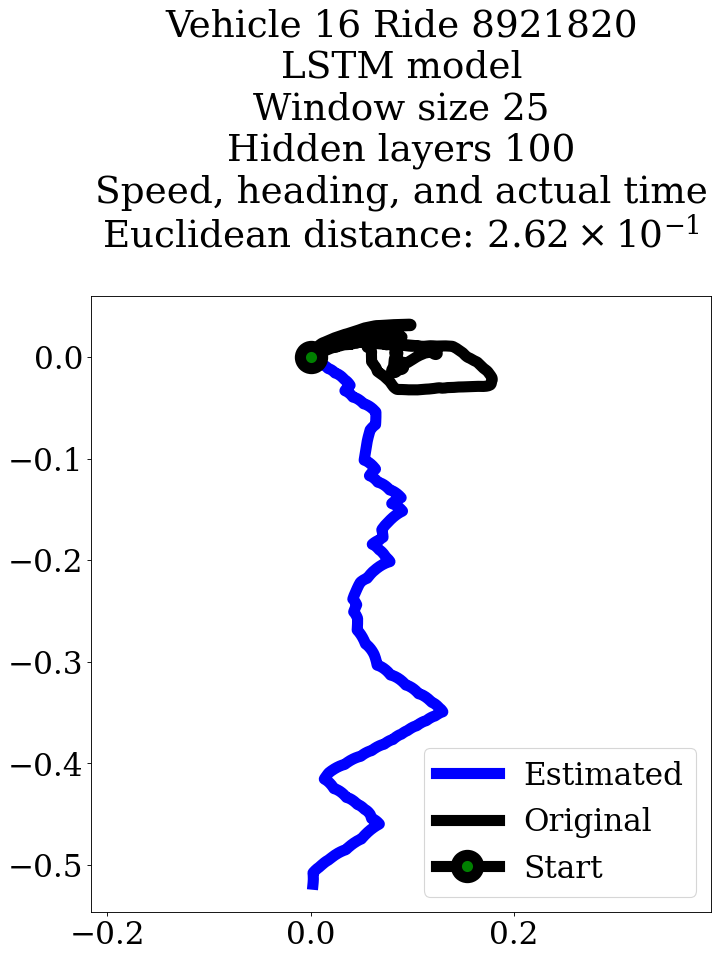 Vehicle 16 Ride 8921820
LSTM model
Window size 25
Hidden layers 100
Speed, heading, and actual time
Euclidean distance: 2.62 × 10⁻¹
0.0
−0.1
−0.2
−0.3
−0.4
−0.5
Estimated
Original
Start
−0.2 0.0 0.2